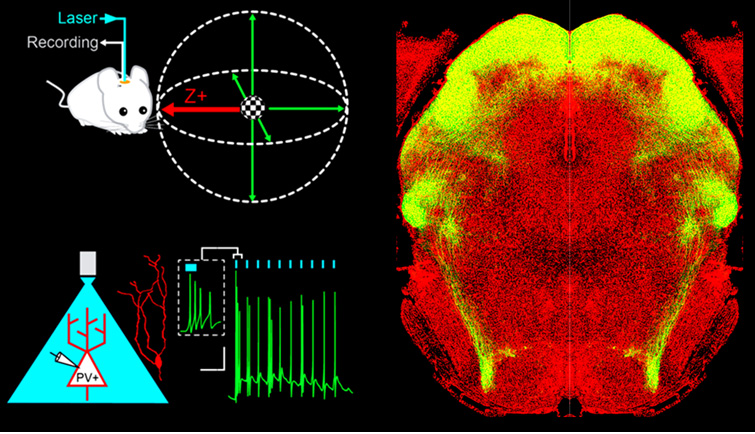 Laser
Recording
Z+
PV+